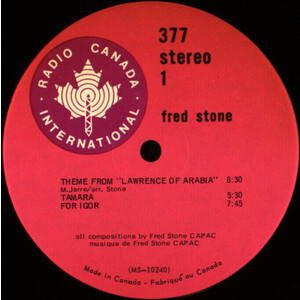 RADIO CANADA
INTERNATIONAL
377
stereo
1
fred stone
THEME FROM "LAWRENCE OF ARABIA" 8:30
M.Jarre/arr. Stone
TAMARA 5:30
FOR IGOR 7:45
all compositions by Fred Stone CAPAC
musique de Fred Stone CAPAC
(MS-10240)
Made in Canada - Fabriqué au Canada